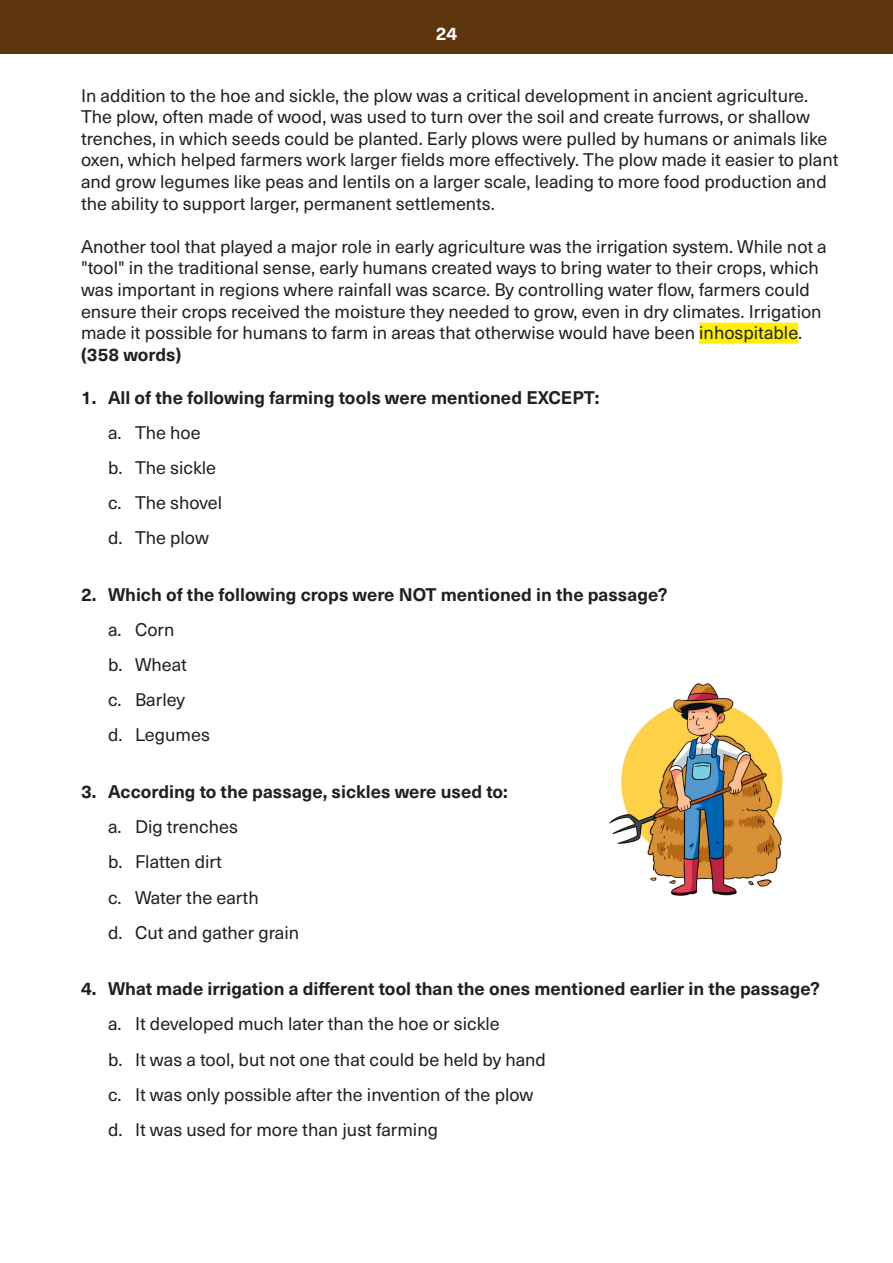 24
In addition to the hoe and sickle, the plow was a critical development in ancient agriculture.
The plow, often made of wood, was used to turn over the soil and create furrows, or shallow
trenches, in which seeds could be planted. Early plows were pulled by humans or animals like
oxen, which helped farmers work larger fields more effectively. The plow made it easier to plant
and grow legumes like peas and lentils on a larger scale, leading to more food production and
the ability to support larger, permanent settlements.
Another tool that played a major role in early agriculture was the irrigation system. While not a
"tool" in the traditional sense, early humans created ways to bring water to their crops, which
was important in regions where rainfall was scarce. By controlling water flow, farmers could
ensure their crops received the moisture they needed to grow, even in dry climates. Irrigation
made it possible for humans to farm in areas that otherwise would have been inhospitable.
(358 words)
1. All of the following farming tools were mentioned EXCEPT:
a. The hoe
b. The sickle
c. The shovel
d. The plow
2. Which of the following crops were NOT mentioned in the passage?
a. Corn
b. Wheat
c. Barley
d. Legumes
3. According to the passage, sickles were used to:
a. Dig trenches
b. Flatten dirt
c. Water the earth
d. Cut and gather grain
4. What made irrigation a different tool than the ones mentioned earlier in the passage?
a. It developed much later than the hoe or sickle
b. It was a tool, but not one that could be held by hand
c. It was only possible after the invention of the plow
d. It was used for more than just farming